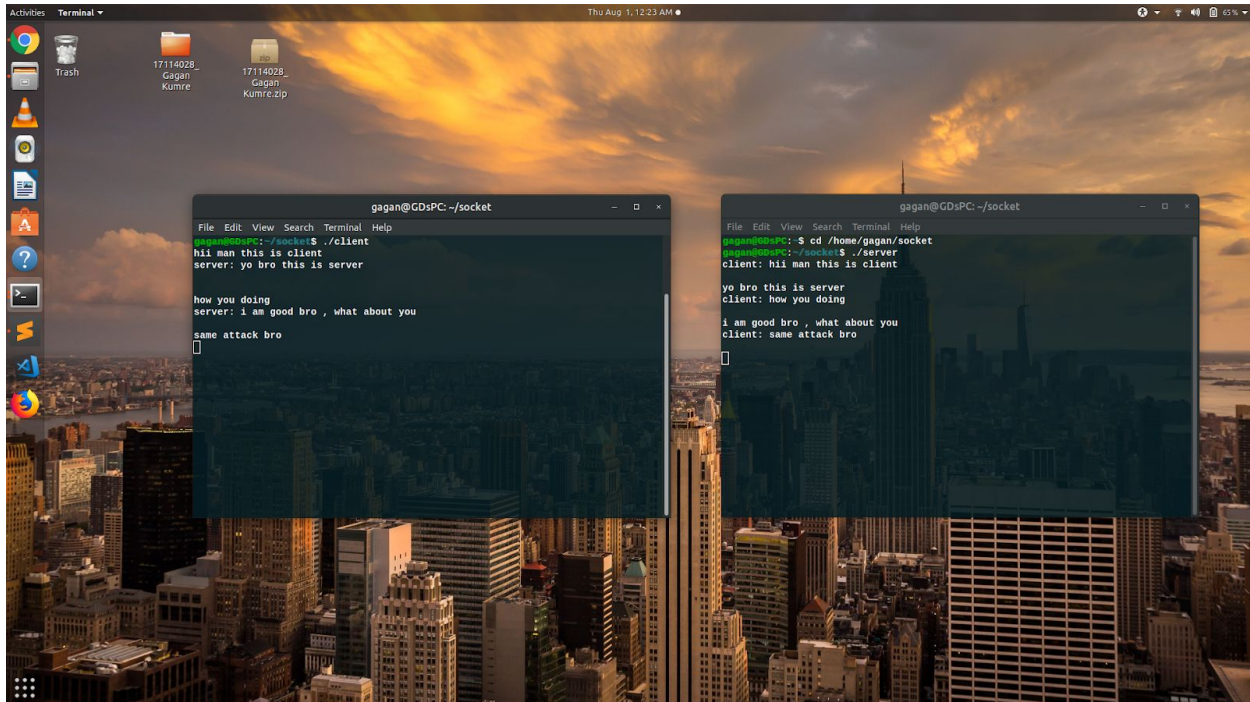 Activities Terminal Thu Aug 1, 12:23 AM 65%
Trash
17114028_
Gagan
Kumre
zip
17114028_
Gagan
Kumre.zip
gagan@GDsPC: ~/socket
File Edit View Search Terminal Help
gagan@GDsPC:~/socket$ ./client
hii man this is client
server: yo bro this is server
how you doing
server: i am good bro , what about you
same attack bro
gagan@GDsPC: ~/socket
File Edit View Search Terminal Help
gagan@GDsPC:~$ cd /home/gagan/socket
gagan@GDsPC:~/socket$ ./server
client: hii man this is client
yo bro this is server
client: how you doing
i am good bro , what about you
client: same attack bro